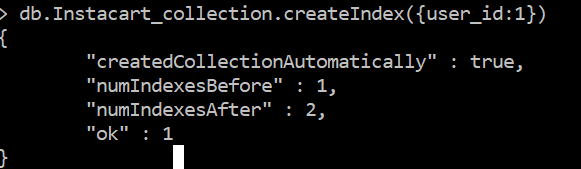 > db.Instacart_collection.createIndex({user_id:1})
{
"createdCollectionAutomatically" : true,
"numIndexesBefore" : 1,
"numIndexesAfter" : 2,
"ok" : 1
}